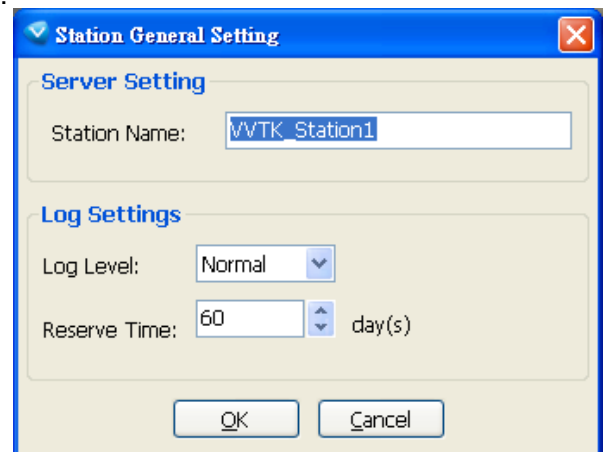 .
Station General Setting
Server Setting
Station Name: VVTK_Station1
Log Settings
Log Level: Normal
Reserve Time: 60 day(s)
OK Cancel